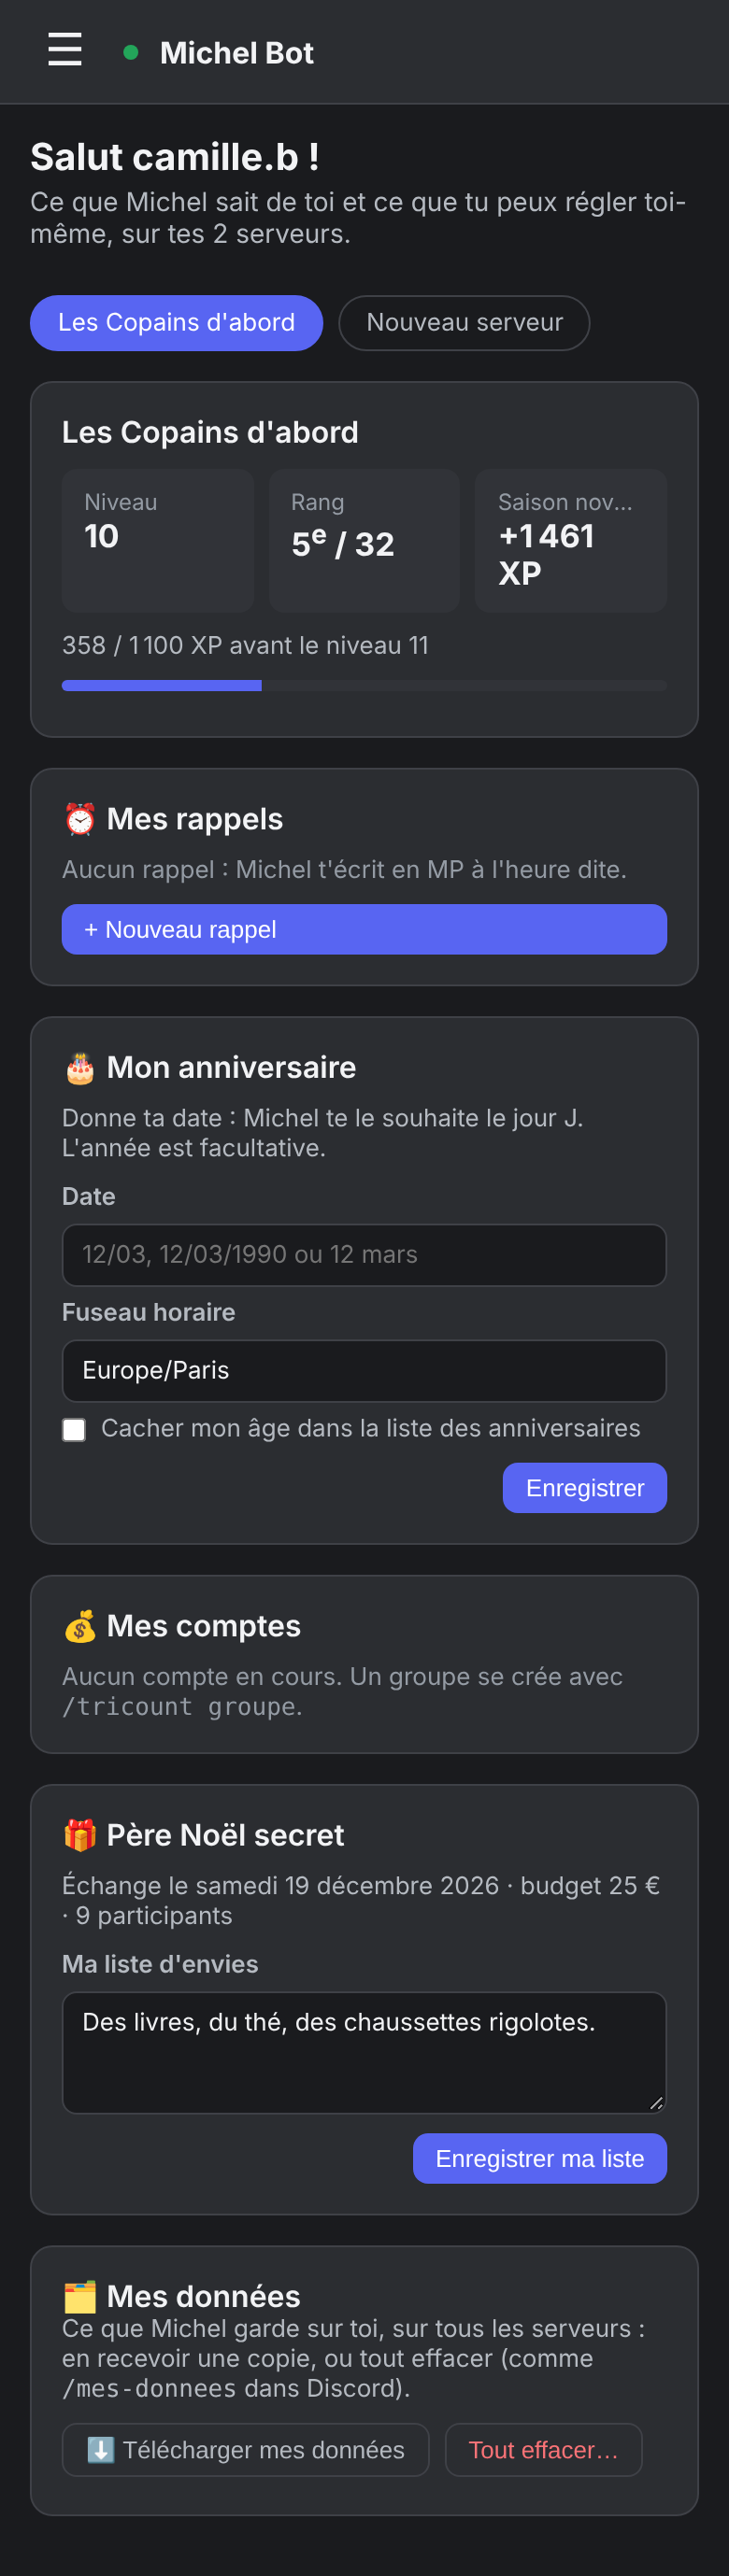 ☰ Michel Bot
Salut camille.b !
Ce que Michel sait de toi et ce que tu peux régler toi-
même, sur tes 2 serveurs.
Les Copains d'abord Nouveau serveur
Les Copains d'abord
Niveau
10
Rang
5e / 32
Saison nov…
+1 461
XP
358 / 1 100 XP avant le niveau 11
⏰ Mes rappels
Aucun rappel : Michel t'écrit en MP à l'heure dite.
+ Nouveau rappel
🎂 Mon anniversaire
Donne ta date : Michel te le souhaite le jour J.
L'année est facultative.
Date
12/03, 12/03/1990 ou 12 mars
Fuseau horaire
Europe/Paris
Cacher mon âge dans la liste des anniversaires
Enregistrer
💰 Mes comptes
Aucun compte en cours. Un groupe se crée avec
/tricount groupe.
🎁 Père Noël secret
Échange le samedi 19 décembre 2026 · budget 25 €
· 9 participants
Ma liste d'envies
Des livres, du thé, des chaussettes rigolotes.
Enregistrer ma liste
🗂️ Mes données
Ce que Michel garde sur toi, sur tous les serveurs :
en recevoir une copie, ou tout effacer (comme
/mes-donnees dans Discord).
⬇️ Télécharger mes données Tout effacer…